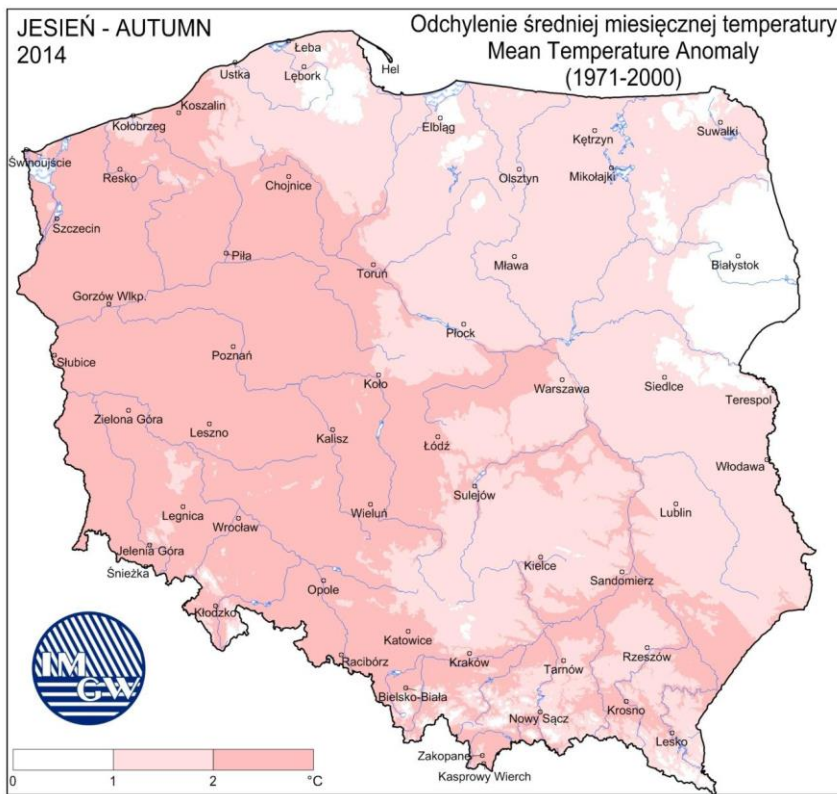 JESIEŃ - AUTUMN
2014
Odchylenie średniej miesięcznej temperatury
Mean Temperature Anomaly
(1971-2000)
Łeba
Hel
Ustka
Lębork
Koszalin
Kołobrzeg
Elbląg
Kętrzyn
Suwałki
Świnoujście
Resko
Chojnice
Olsztyn
Mikołajki
Szczecin
Piła
Toruń
Mława
Białystok
Gorzów Wlkp.
Płock
Słubice
Poznań
Koło
Warszawa
Siedlce
Terespol
Zielona Góra
Leszno
Kalisz
Łódź
Włodawa
Sulejów
Legnica
Wrocław
Wieluń
Lublin
Jelenia Góra
Śnieżka
Kielce
Sandomierz
Opole
Kłodzko
Katowice
Racibórz
Kraków
Tarnów
Rzeszów
Bielsko-Biała
Nowy Sącz
Krosno
Lesko
Zakopane
Kasprowy Wierch
IM
GW
0 1 2 °C